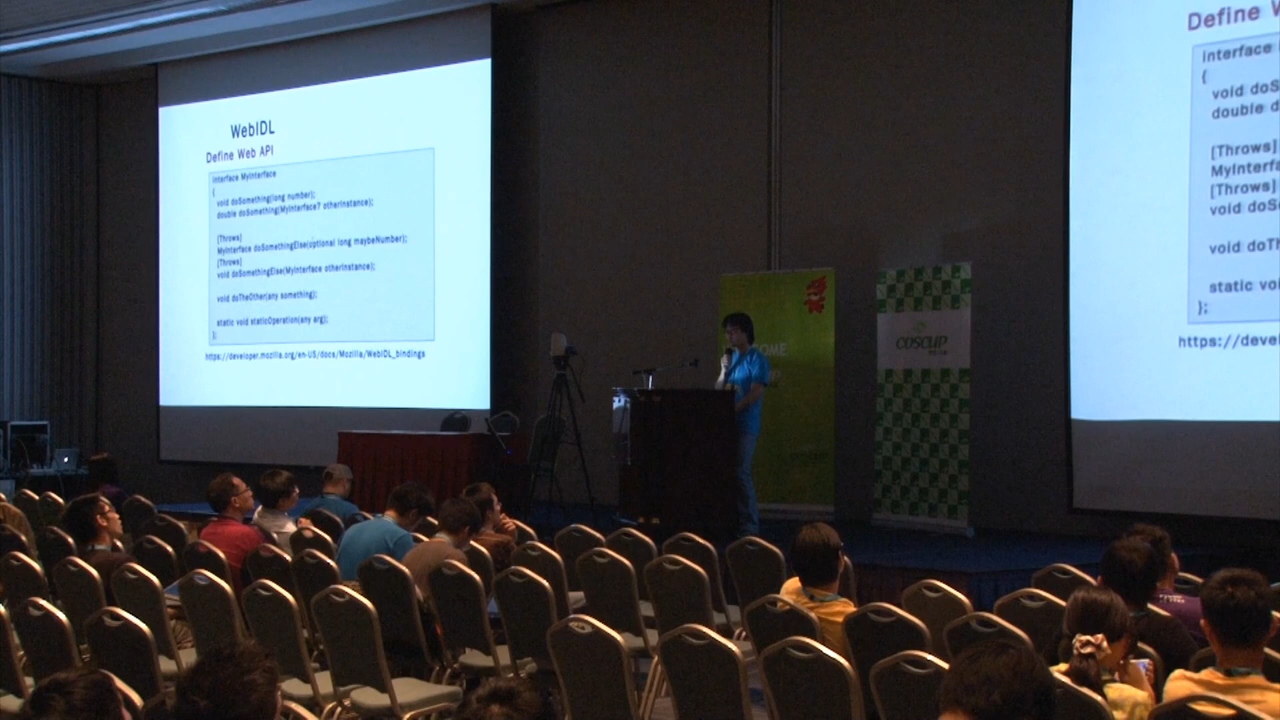 WebIDL
Define Web API
interface MyInterface
{
void doSomething(long number);
double doSomething(MyInterface? otherInstance);
[Throws]
MyInterface doSomethingElse(optional long maybeNumber);
[Throws]
void doSomethingElse(MyInterface otherInstance);
void doTheOther(any something);
static void staticOperation(any arg);
};
https://developer.mozilla.org/en-US/docs/Mozilla/WebIDL_bindings
COSCUP
Define W
interface
{
void doS
double d
[Throws]
MyInterfa
[Throws]
void doSo
void doTh
static voi
};
https://devel